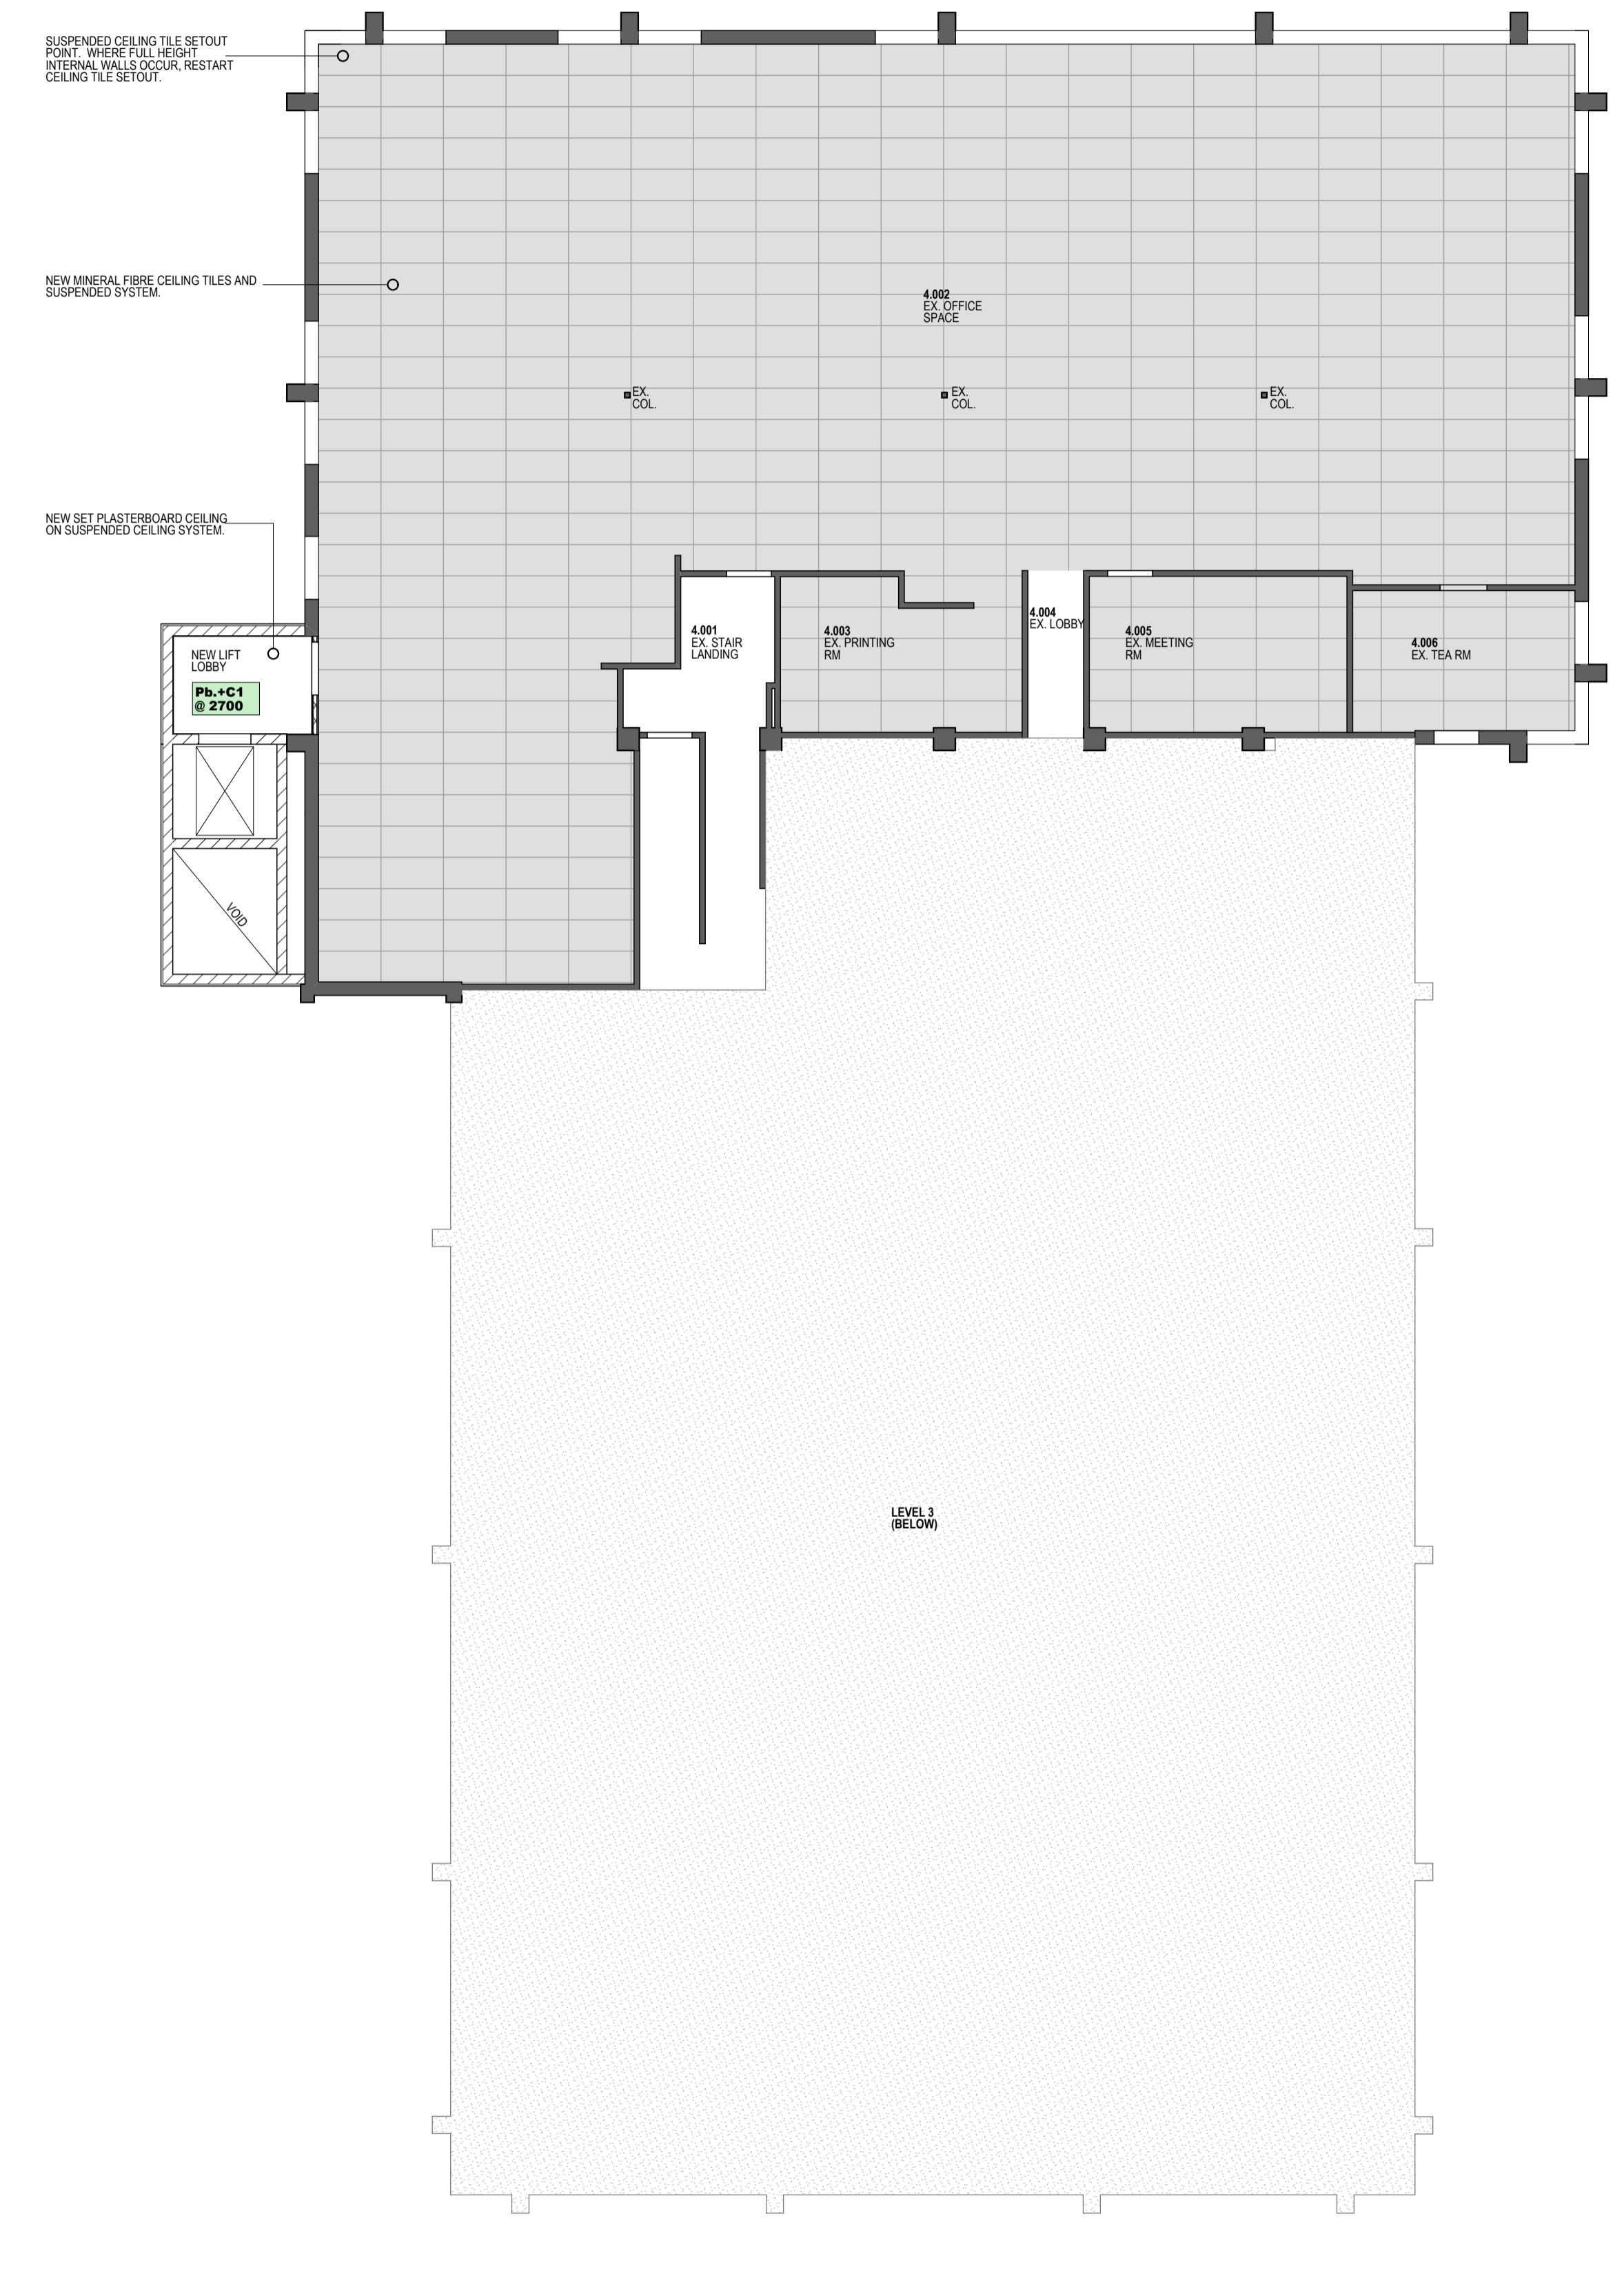 SUSPENDED CEILING TILE SETOUT
POINT. WHERE FULL HEIGHT
INTERNAL WALLS OCCUR, RESTART
CEILING TILE SETOUT.
NEW MINERAL FIBRE CEILING TILES AND
SUSPENDED SYSTEM.
4.002
EX. OFFICE
SPACE
EX.
COL.
EX.
COL.
EX.
COL.
NEW SET PLASTERBOARD CEILING
ON SUSPENDED CEILING SYSTEM.
NEW LIFT
LOBBY
Pb.+C1
@ 2700
4.001
EX. STAIR
LANDING
4.003
EX. PRINTING
RM
4.004
EX. LOBBY
4.005
EX. MEETING
RM
4.006
EX. TEA RM
VOID
LEVEL 3
(BELOW)